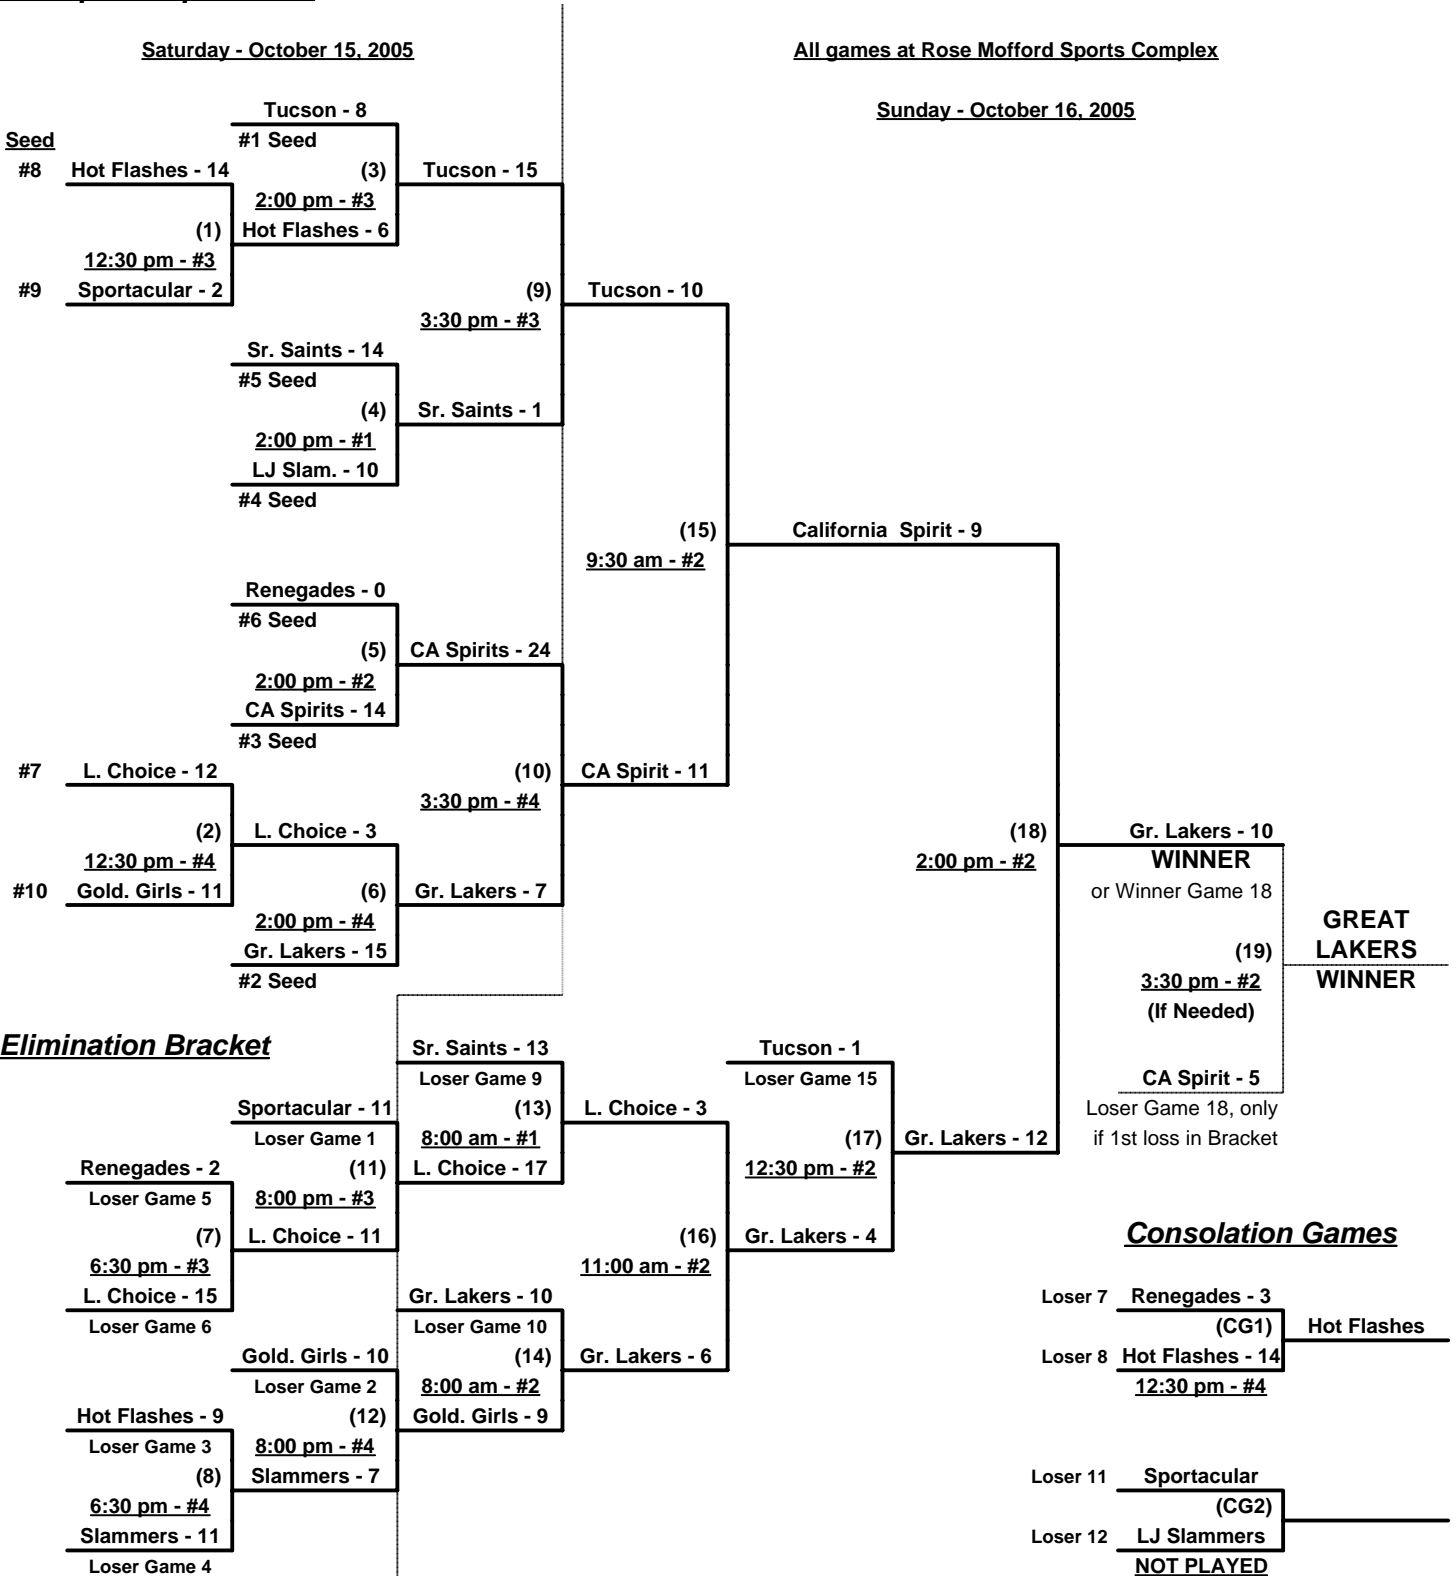 Saturday - October 15, 2005
All games at Rose Mofford Sports Complex
Sunday - October 16, 2005
Tucson - 8
Seed
#1 Seed
#8
Hot Flashes - 14
(3)
Tucson - 15
2:00 pm - #3
(1)
Hot Flashes - 6
12:30 pm - #3
#9
Sportacular - 2
(9)
Tucson - 10
3:30 pm - #3
Sr. Saints - 14
#5 Seed
(4)
Sr. Saints - 1
2:00 pm - #1
LJ Slam. - 10
#4 Seed
(15)
California Spirit - 9
9:30 am - #2
Renegades - 0
#6 Seed
(5)
CA Spirits - 24
2:00 pm - #2
CA Spirits - 14
#3 Seed
#7
L. Choice - 12
(10)
CA Spirit - 11
3:30 pm - #4
(2)
L. Choice - 3
12:30 pm - #4
#10
Gold. Girls - 11
(6)
Gr. Lakers - 7
2:00 pm - #4
Gr. Lakers - 15
#2 Seed
(18)
2:00 pm - #2
Gr. Lakers - 10
WINNER
or Winner Game 18
GREAT
LAKERS
WINNER
(19)
3:30 pm - #2
(If Needed)
CA Spirit - 5
Loser Game 18, only
if 1st loss in Bracket
Elimination Bracket
Sr. Saints - 13
Loser Game 9
Tucson - 1
Loser Game 15
Sportacular - 11
Loser Game 1
(13)
8:00 am - #1
L. Choice - 3
(17)
12:30 pm - #2
Gr. Lakers - 12
Renegades - 2
Loser Game 5
(11)
8:00 pm - #3
L. Choice - 17
(7)
6:30 pm - #3
L. Choice - 11
(16)
11:00 am - #2
Gr. Lakers - 4
L. Choice - 15
Loser Game 6
Gr. Lakers - 10
Loser Game 10
Gold. Girls - 10
Loser Game 2
(14)
8:00 am - #2
Gr. Lakers - 6
Hot Flashes - 9
Loser Game 3
(12)
8:00 pm - #4
Gold. Girls - 9
(8)
6:30 pm - #4
Slammers - 7
Slammers - 11
Loser Game 4
Consolation Games
Loser 7
Renegades - 3
(CG1)
Hot Flashes
Loser 8
Hot Flashes - 14
12:30 pm - #4
Loser 11
Sportacular
(CG2)
Loser 12
LJ Slammers
NOT PLAYED